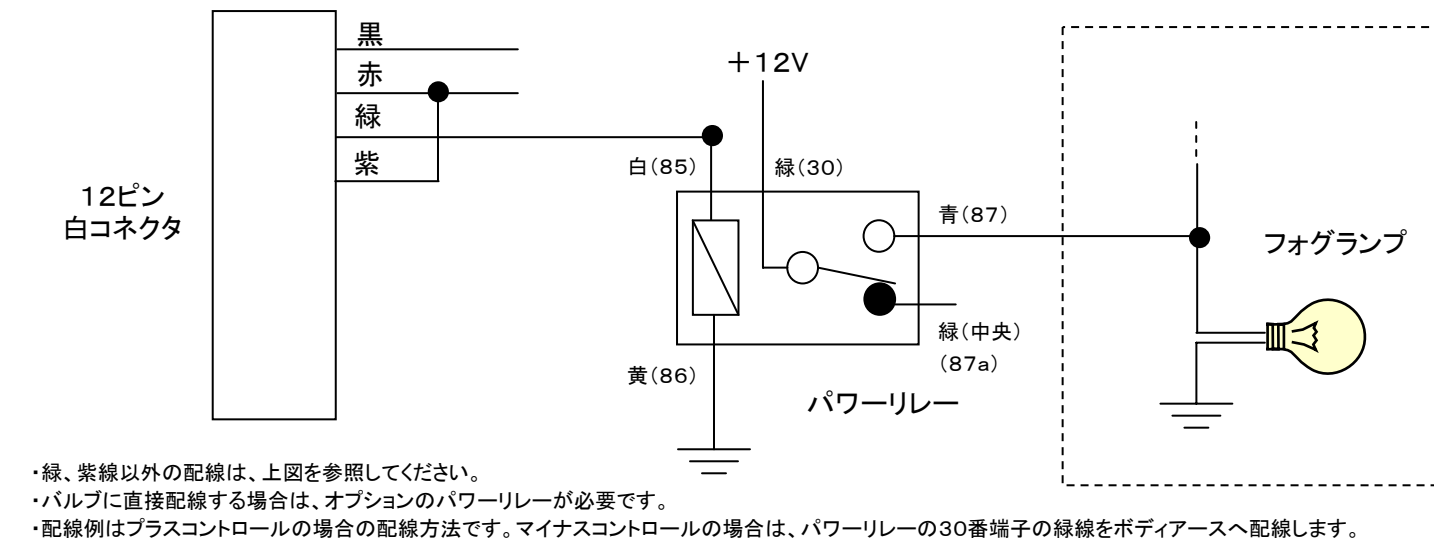 黒
赤
緑
紫
12ピン
白コネクタ
+12V
白(85)
緑(30)
青(87)
緑(中央)
(87a)
黄(86)
パワーリレー
フォグランプ
・緑、紫線以外の配線は、上図を参照してください。
・バルブに直接配線する場合は、オプションのパワーリレーが必要です。
・配線例はプラスコントロールの場合の配線方法です。マイナスコントロールの場合は、パワーリレーの30番端子の緑線をボディアースへ配線します。